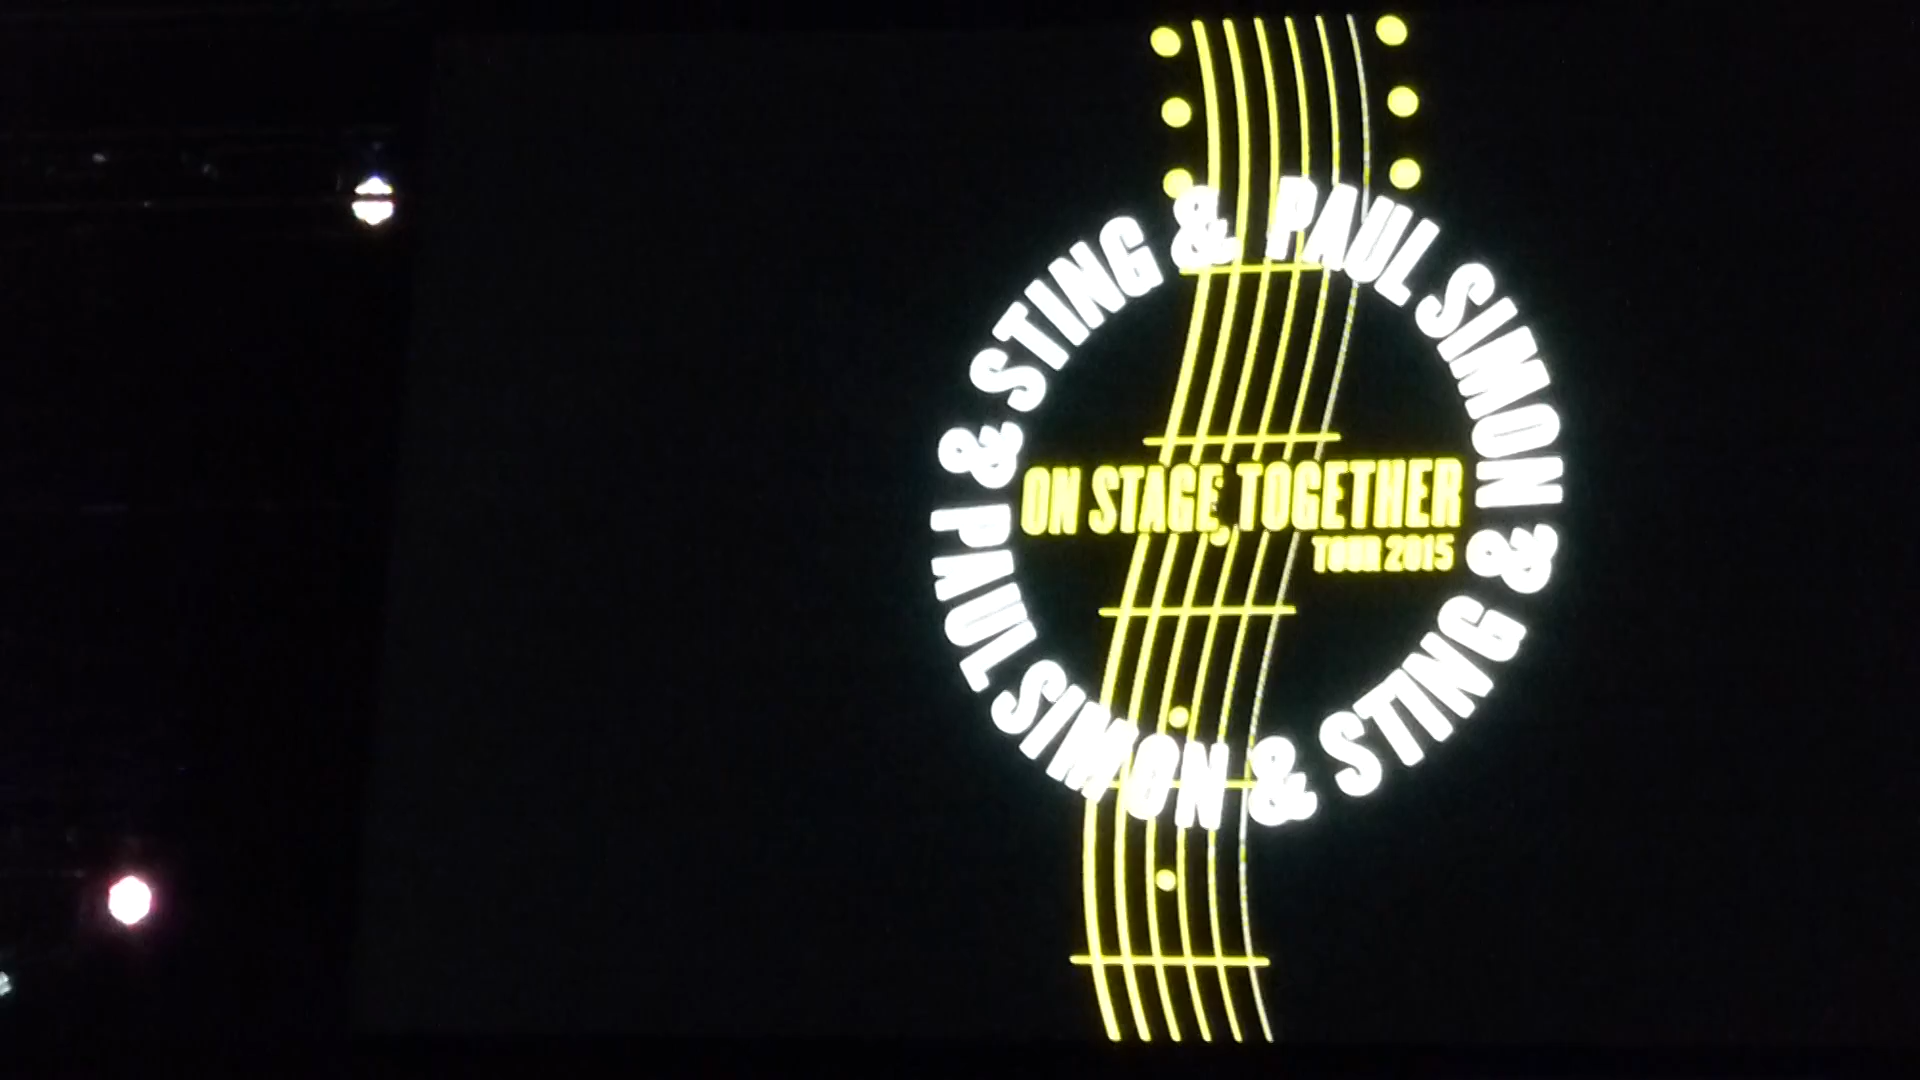 & PAUL SIMON & STING & PAUL SIMON & STING
ON STAGE TOGETHER
TOUR 2015